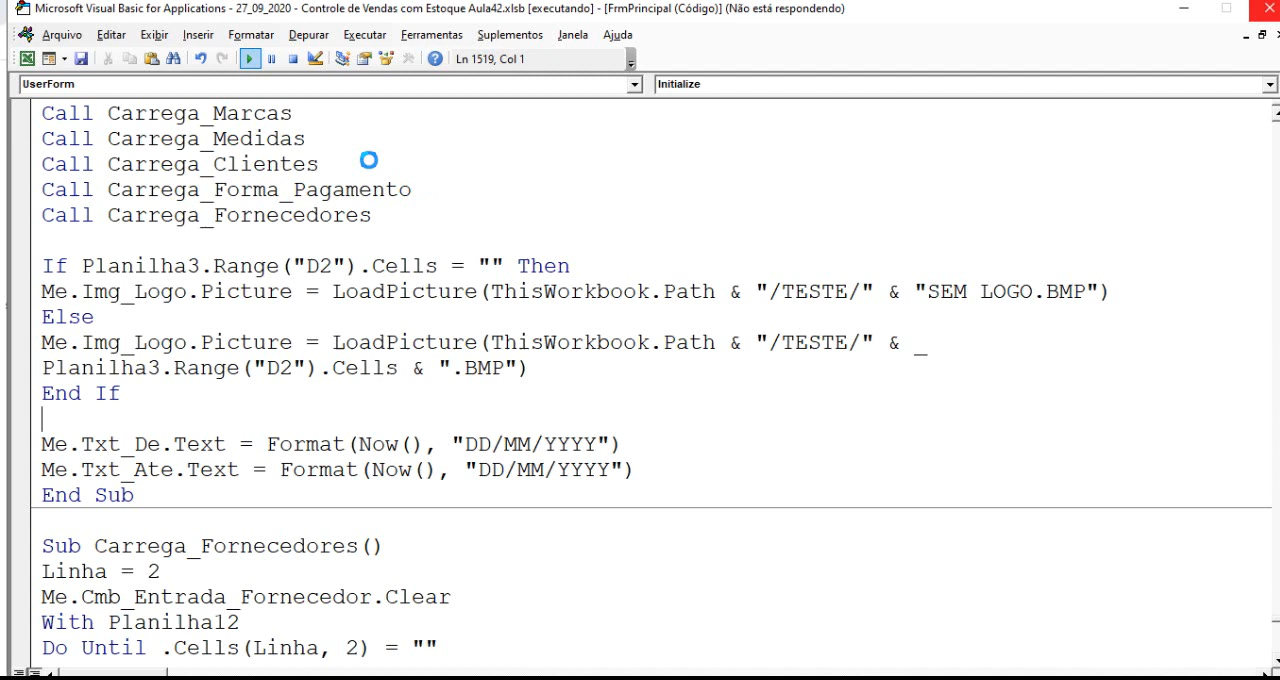 Microsoft Visual Basic for Applications - 27_09_2020 - Controle de Vendas com Estoque Aula42.xlsb [executando] - [FrmPrincipal (Código)] (Não está respondendo)
Arquivo Editar Exibir Inserir Formatar Depurar Executar Ferramentas Suplementos Janela Ajuda
Ln 1519, Col 1
UserForm Initialize
Call Carrega_Marcas
Call Carrega_Medidas
Call Carrega_Clientes
Call Carrega_Forma_Pagamento
Call Carrega_Fornecedores
If Planilha3.Range("D2").Cells = "" Then
Me.Img_Logo.Picture = LoadPicture(ThisWorkbook.Path & "/TESTE/" & "SEM LOGO.BMP")
Else
Me.Img_Logo.Picture = LoadPicture(ThisWorkbook.Path & "/TESTE/" & _
Planilha3.Range("D2").Cells & ".BMP")
End If
Me.Txt_De.Text = Format(Now(), "DD/MM/YYYY")
Me.Txt_Ate.Text = Format(Now(), "DD/MM/YYYY")
End Sub
Sub Carrega_Fornecedores()
Linha = 2
Me.Cmb_Entrada_Fornecedor.Clear
With Planilha12
Do Until .Cells(Linha, 2) = ""